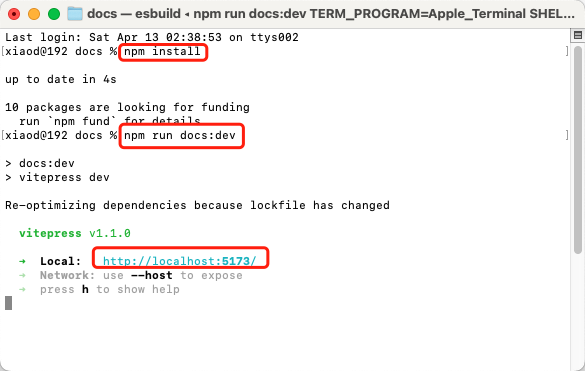 docs — esbuild ◂ npm run docs:dev TERM_PROGRAM=Apple_Terminal SHEL...
Last login: Sat Apr 13 02:38:53 on ttys002
[xiaod@192 docs % npm install ]
up to date in 4s
10 packages are looking for funding
run `npm fund` for details
[xiaod@192 docs % npm run docs:dev ]
> docs:dev
> vitepress dev
Re-optimizing dependencies because lockfile has changed
vitepress v1.1.0
➜ Local: http://localhost:5173/
➜ Network: use --host to expose
➜ press h to show help